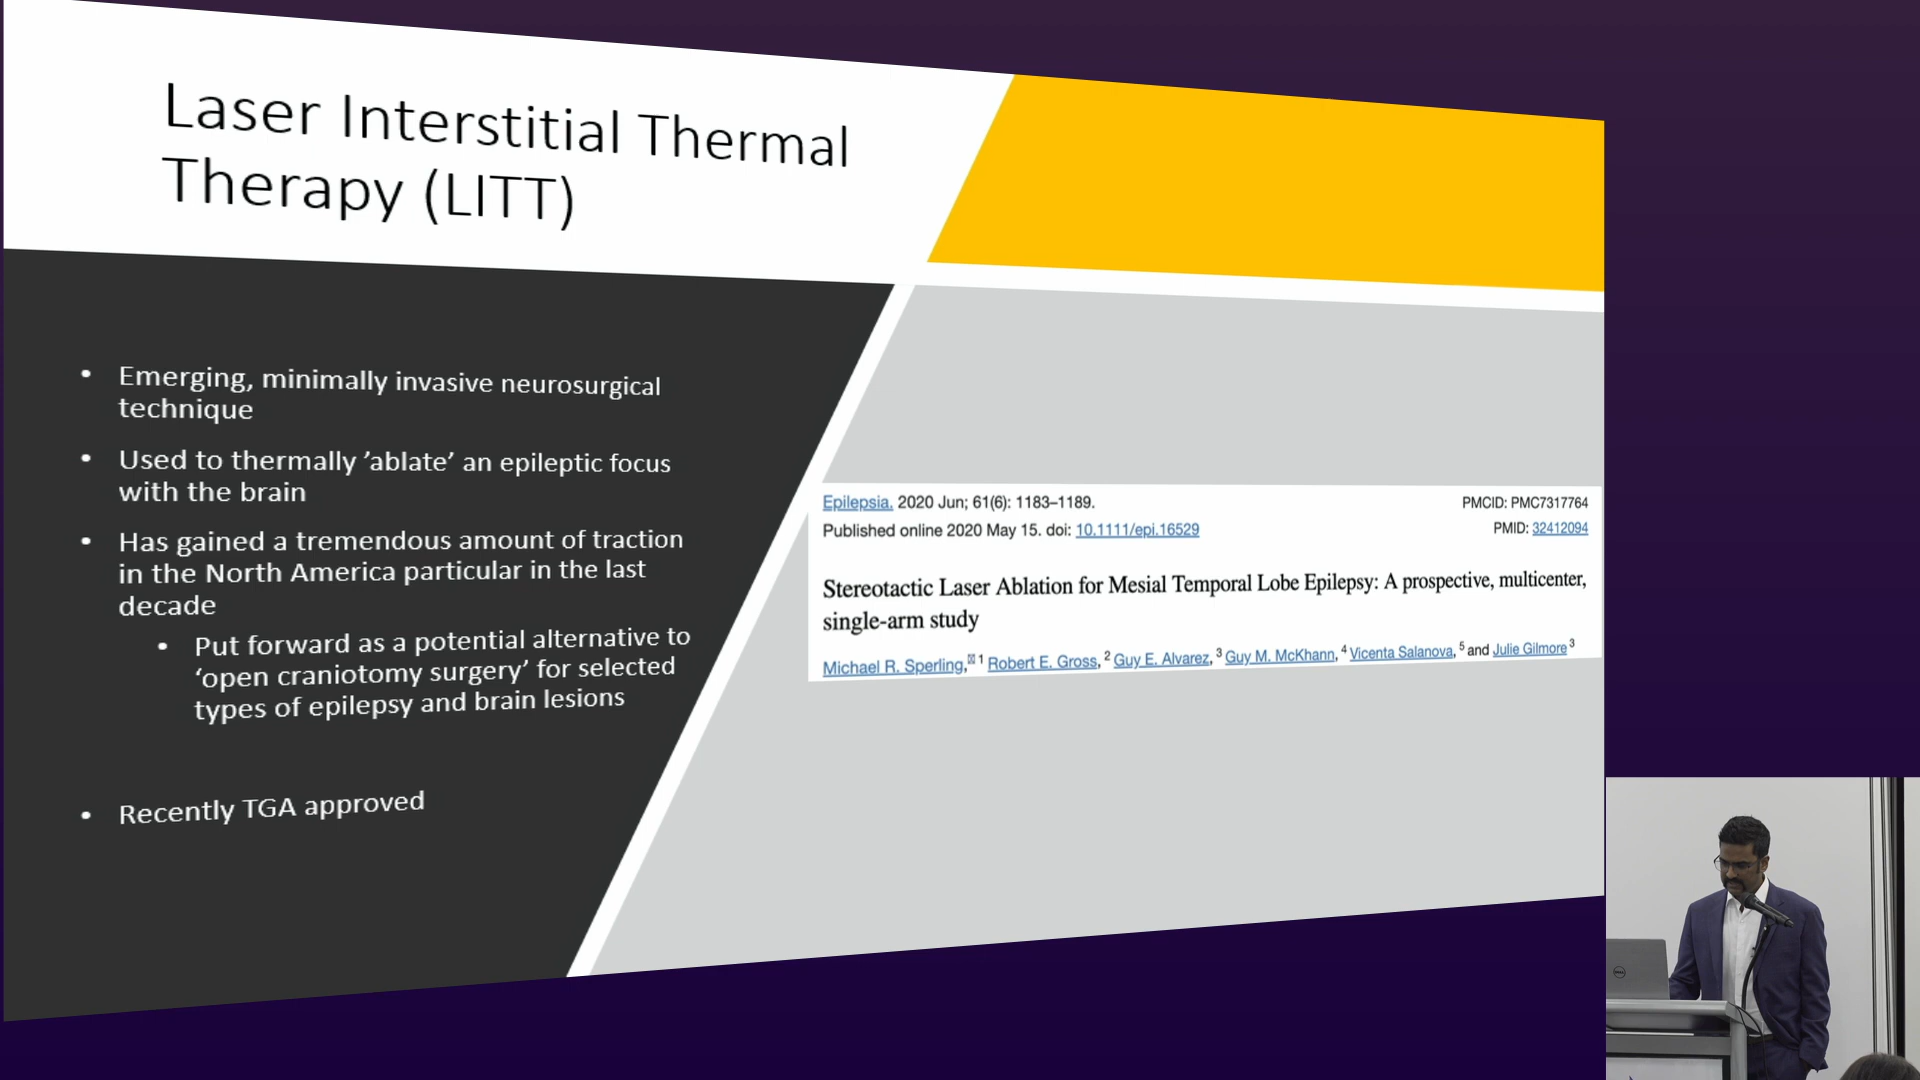 Laser Interstitial Thermal
Therapy (LITT)
• Emerging, minimally invasive neurosurgical
technique
• Used to thermally ’ablate’ an epileptic focus
with the brain
• Has gained a tremendous amount of traction
in the North America particular in the last
decade
• Put forward as a potential alternative to
‘open craniotomy surgery’ for selected
types of epilepsy and brain lesions
• Recently TGA approved
Epilepsia. 2020 Jun; 61(6): 1183–1189.
PMCID: PMC7317764
Published online 2020 May 15. doi: 10.1111/epi.16529
PMID: 32412094
Stereotactic Laser Ablation for Mesial Temporal Lobe Epilepsy: A prospective, multicenter,
single-arm study
Michael R. Sperling,✉ 1 Robert E. Gross, 2 Guy E. Alvarez, 3 Guy M. McKhann, 4 Vicenta Salanova, 5 and Julie Gilmore 3
DELL